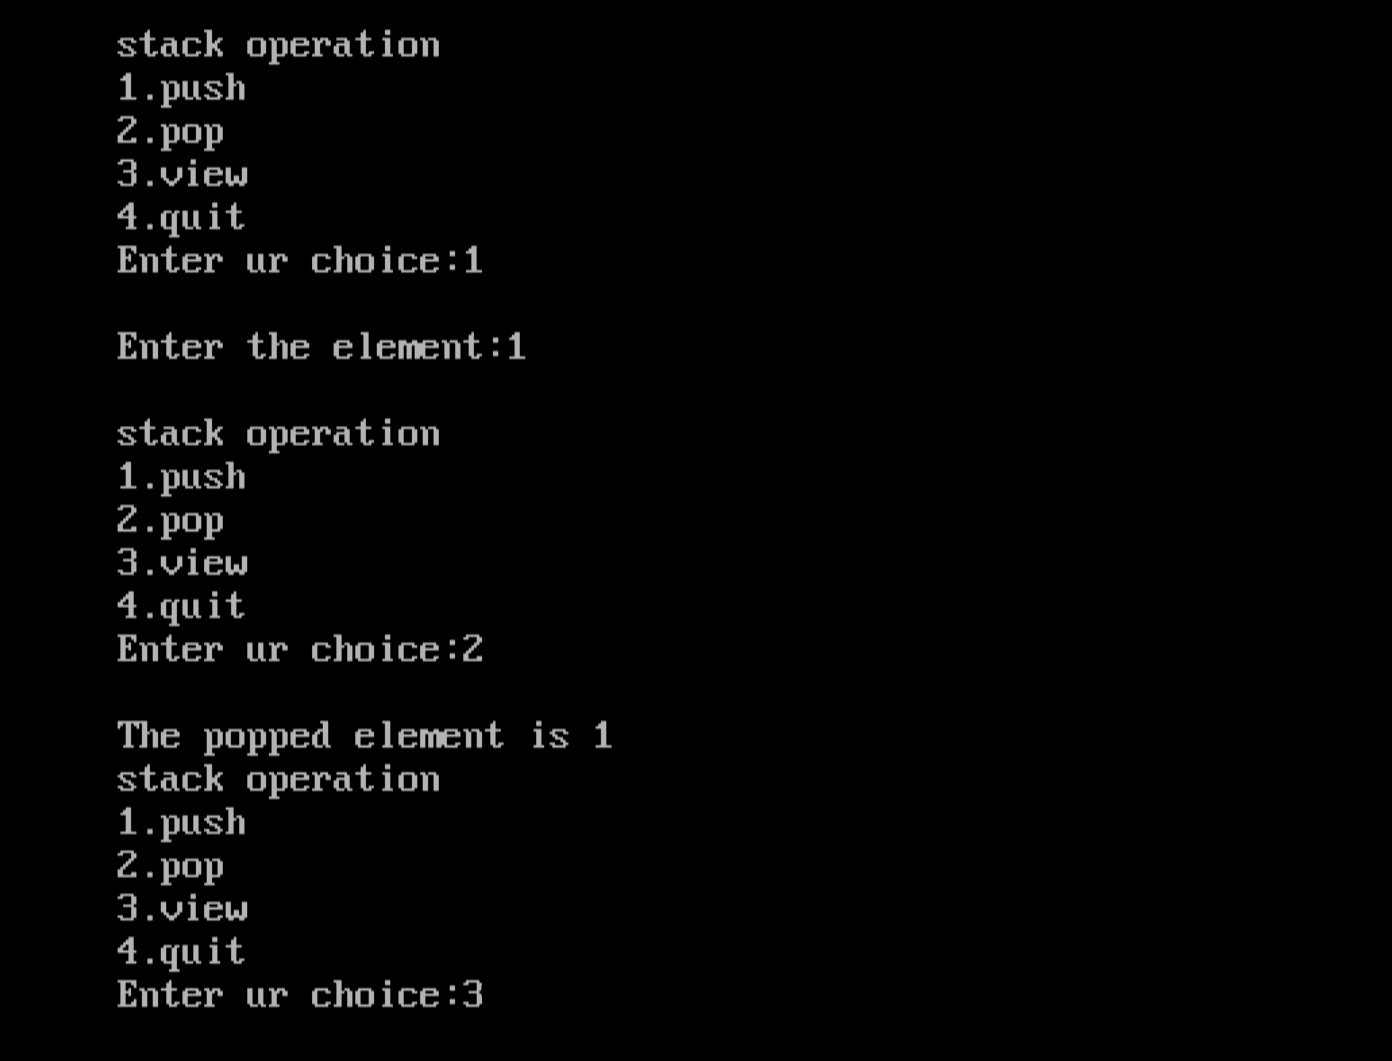 stack operation
1.push
2.pop
3.view
4.quit
Enter ur choice:1
Enter the element:1
stack operation
1.push
2.pop
3.view
4.quit
Enter ur choice:2
The popped element is 1
stack operation
1.push
2.pop
3.view
4.quit
Enter ur choice:3